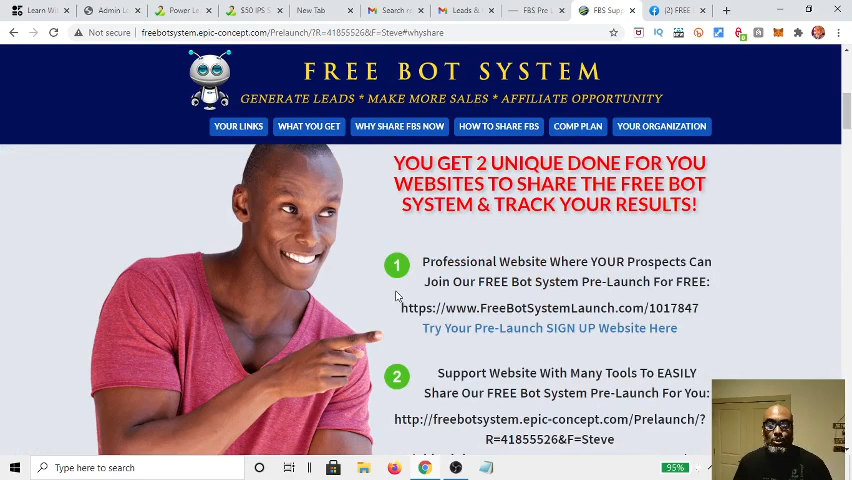 Learn Wi
Admin L
Power Le
$50 IPS S
New Tab
Search re
Leads &
FBS Pre L
FBS Supp
(2) FREE
Not secure
freebotsystem.epic-concept.com/Prelaunch/?R=41855526&F=Steve#whyshare
FREE BOT SYSTEM
GENERATE LEADS * MAKE MORE SALES * AFFILIATE OPPORTUNITY
YOUR LINKS
WHAT YOU GET
WHY SHARE FBS NOW
HOW TO SHARE FBS
COMP PLAN
YOUR ORGANIZATION
YOU GET 2 UNIQUE DONE FOR YOU
WEBSITES TO SHARE THE FREE BOT
SYSTEM & TRACK YOUR RESULTS!
1
Professional Website Where YOUR Prospects Can
Join Our FREE Bot System Pre-Launch For FREE:
https://www.FreeBotSystemLaunch.com/1017847
Try Your Pre-Launch SIGN UP Website Here
2
Support Website With Many Tools To EASILY
Share Our FREE Bot System Pre-Launch For You:
http://freebotsystem.epic-concept.com/Prelaunch/?
R=41855526&F=Steve
Type here to search
95%